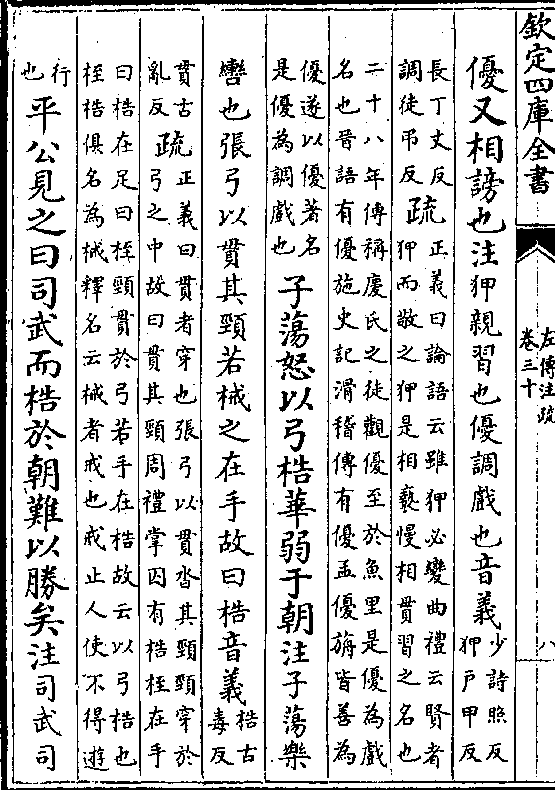 欽定四庫全書
左傳注疏
卷三十
八
優又相謗也注狎親習也優調戲也音義少詩照反
狎戶甲反
長丁丈反
調徒吊反疏正義曰論語云雖狎必變曲禮云賢者
狎而敬之狎是相褻慢相貫習之名也
二十八年傳稱慶氏之徒觀優至於魚里是優為戲
名也晉語有優施史記滑稽傳有優孟優旃皆善為
優遂以優著名
是優為調戲也子蕩怒以弓梏華弱于朝注子蕩樂
轡也張弓以貫其頸若械之在手故曰梏音義梏古
毒反
貫古
亂反疏正義曰貫者穿也張弓以貫沓其頸頸穿於
弓之中故曰貫其頸周禮掌囚有梏桎在手
曰梏在足曰桎頸貫於弓若手在梏故云以弓梏也
桎梏俱名為械釋名云械者戒也戒止人使不得遊
行
也平公見之曰司武而梏於朝難以勝矣注司武司